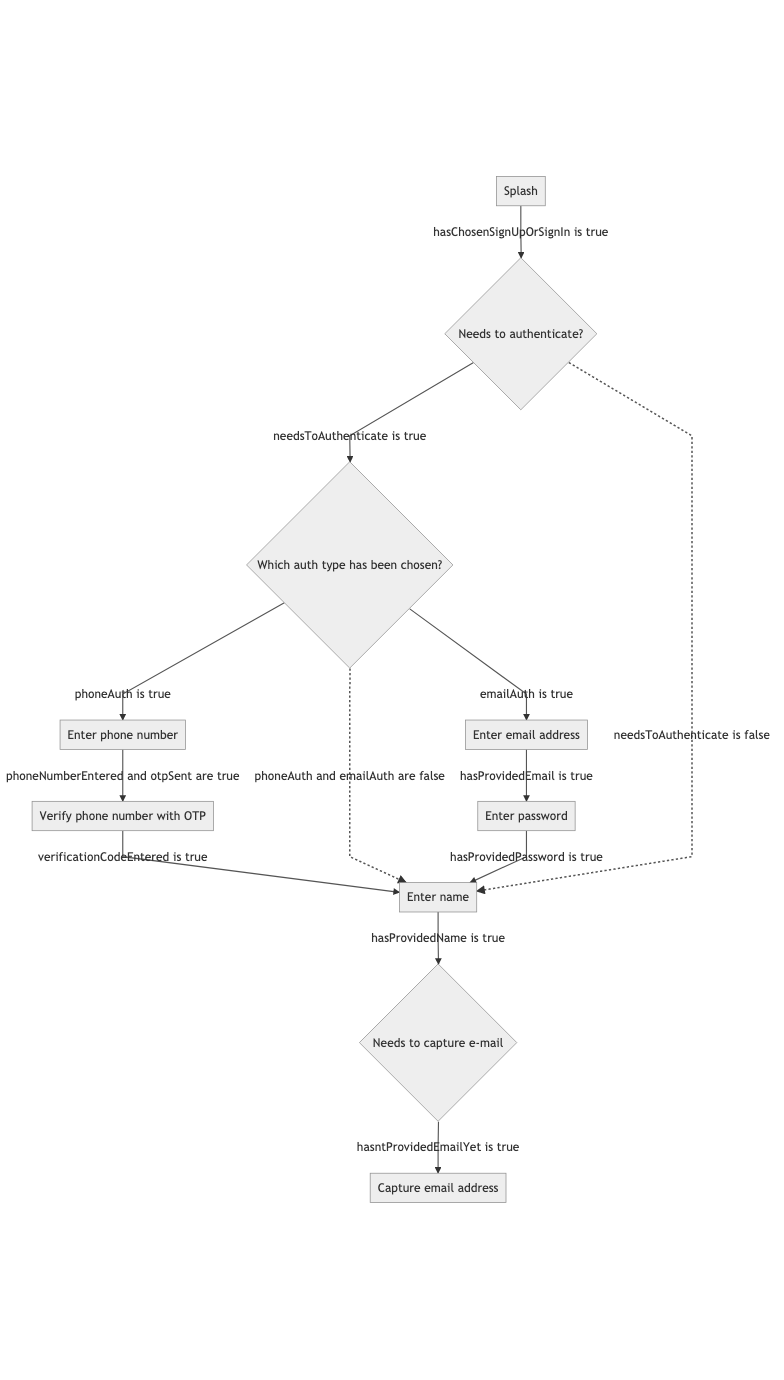 Splash
hasChosenSignUpOrSignIn is true
Needs to authenticate?
needsToAuthenticate is true
Which auth type has been chosen?
phoneAuth is true
emailAuth is true
Enter phone number
Enter email address
needsToAuthenticate is false
phoneNumberEntered and otpSent are true
phoneAuth and emailAuth are false
hasProvidedEmail is true
Verify phone number with OTP
Enter password
verificationCodeEntered is true
hasProvidedPassword is true
Enter name
hasProvidedName is true
Needs to capture e-mail
hasntProvidedEmailYet is true
Capture email address